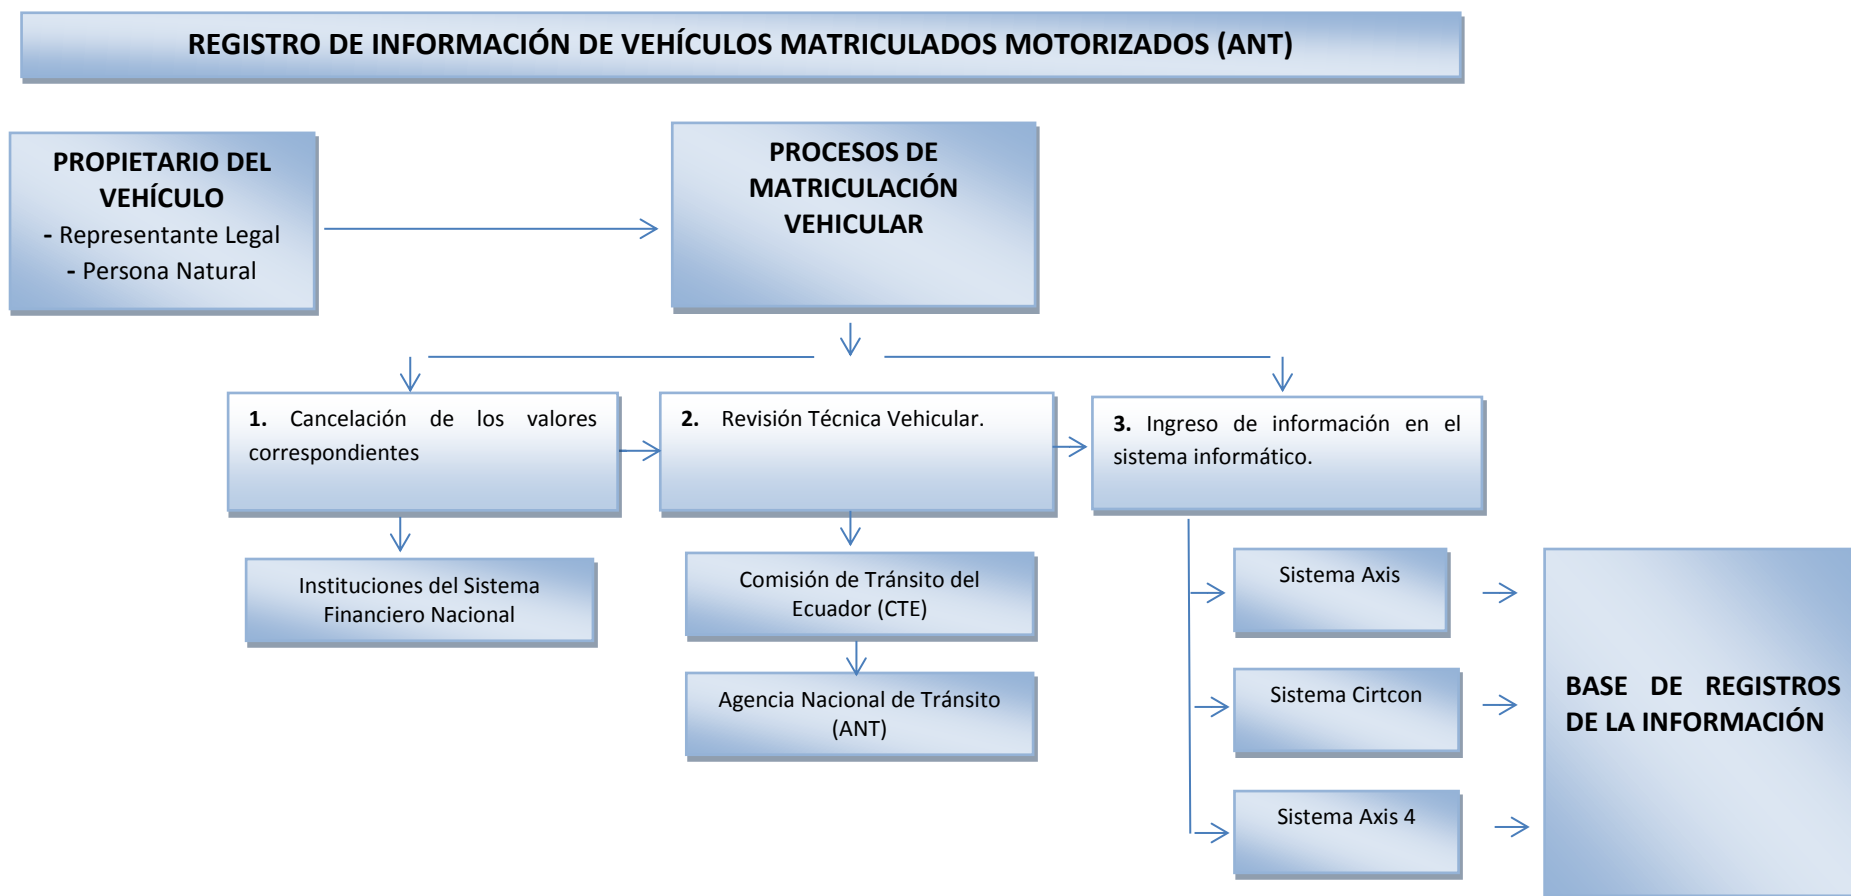 REGISTRO DE INFORMACIÓN DE VEHÍCULOS MATRICULADOS MOTORIZADOS (ANT)
PROPIETARIO DEL
VEHÍCULO
- Representante Legal
- Persona Natural
PROCESOS DE
MATRICULACIÓN
VEHICULAR
1. Cancelación de los valores
correspondientes
2. Revisión Técnica Vehicular.
3. Ingreso de información en el
sistema informático.
Instituciones del Sistema
Financiero Nacional
Comisión de Tránsito del
Ecuador (CTE)
Agencia Nacional de Tránsito
(ANT)
Sistema Axis
Sistema Cirtcon
Sistema Axis 4
BASE DE REGISTROS
DE LA INFORMACIÓN